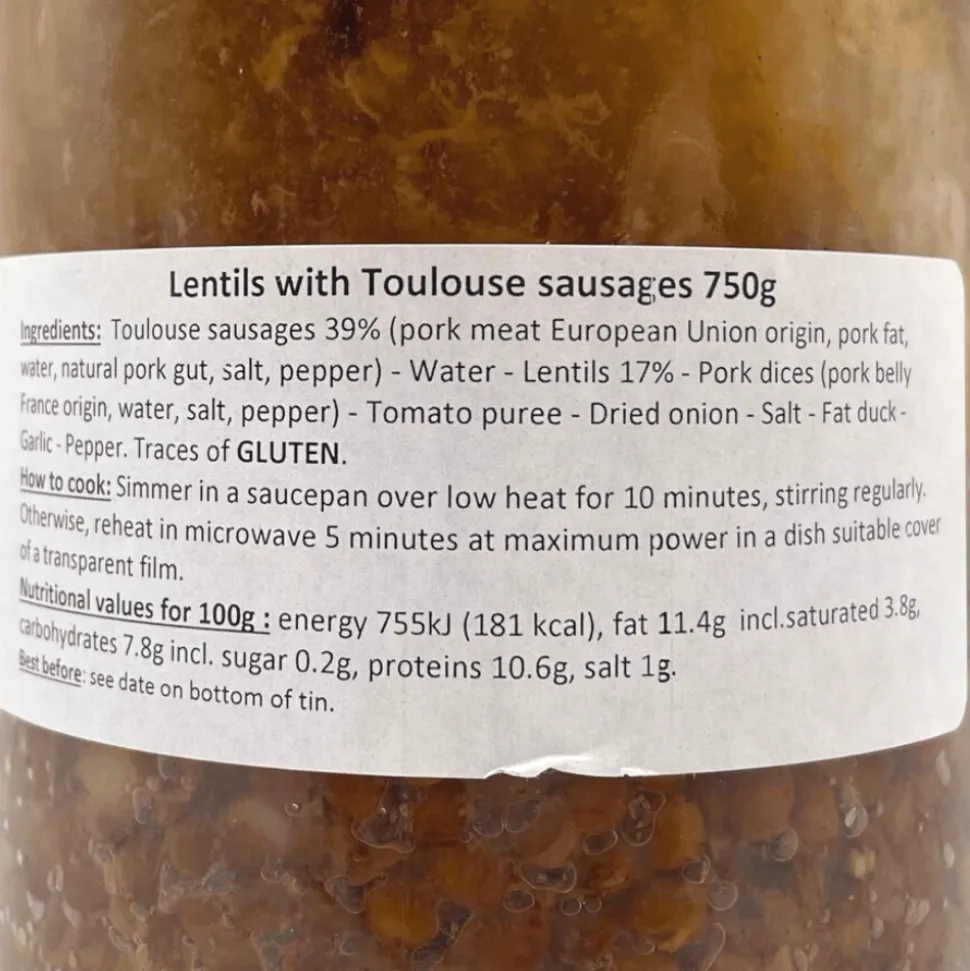 Lentils with Toulouse sausages 750g
Ingredients: Toulouse sausages 39% (pork meat European Union origin, pork fat,
water, natural pork gut, salt, pepper) - Water - Lentils 17% - Pork dices (pork belly
France origin, water, salt, pepper) - Tomato puree - Dried onion - Salt - Fat duck -
Garlic - Pepper. Traces of GLUTEN.
How to cook: Simmer in a saucepan over low heat for 10 minutes, stirring regularly.
Otherwise, reheat in microwave 5 minutes at maximum power in a dish suitable cover
of a transparent film.
Nutritional values for 100g : energy 755kJ (181 kcal), fat 11.4g incl.saturated 3.8g,
carbohydrates 7.8g incl. sugar 0.2g, proteins 10.6g, salt 1g.
Best before: see date on bottom of tin.